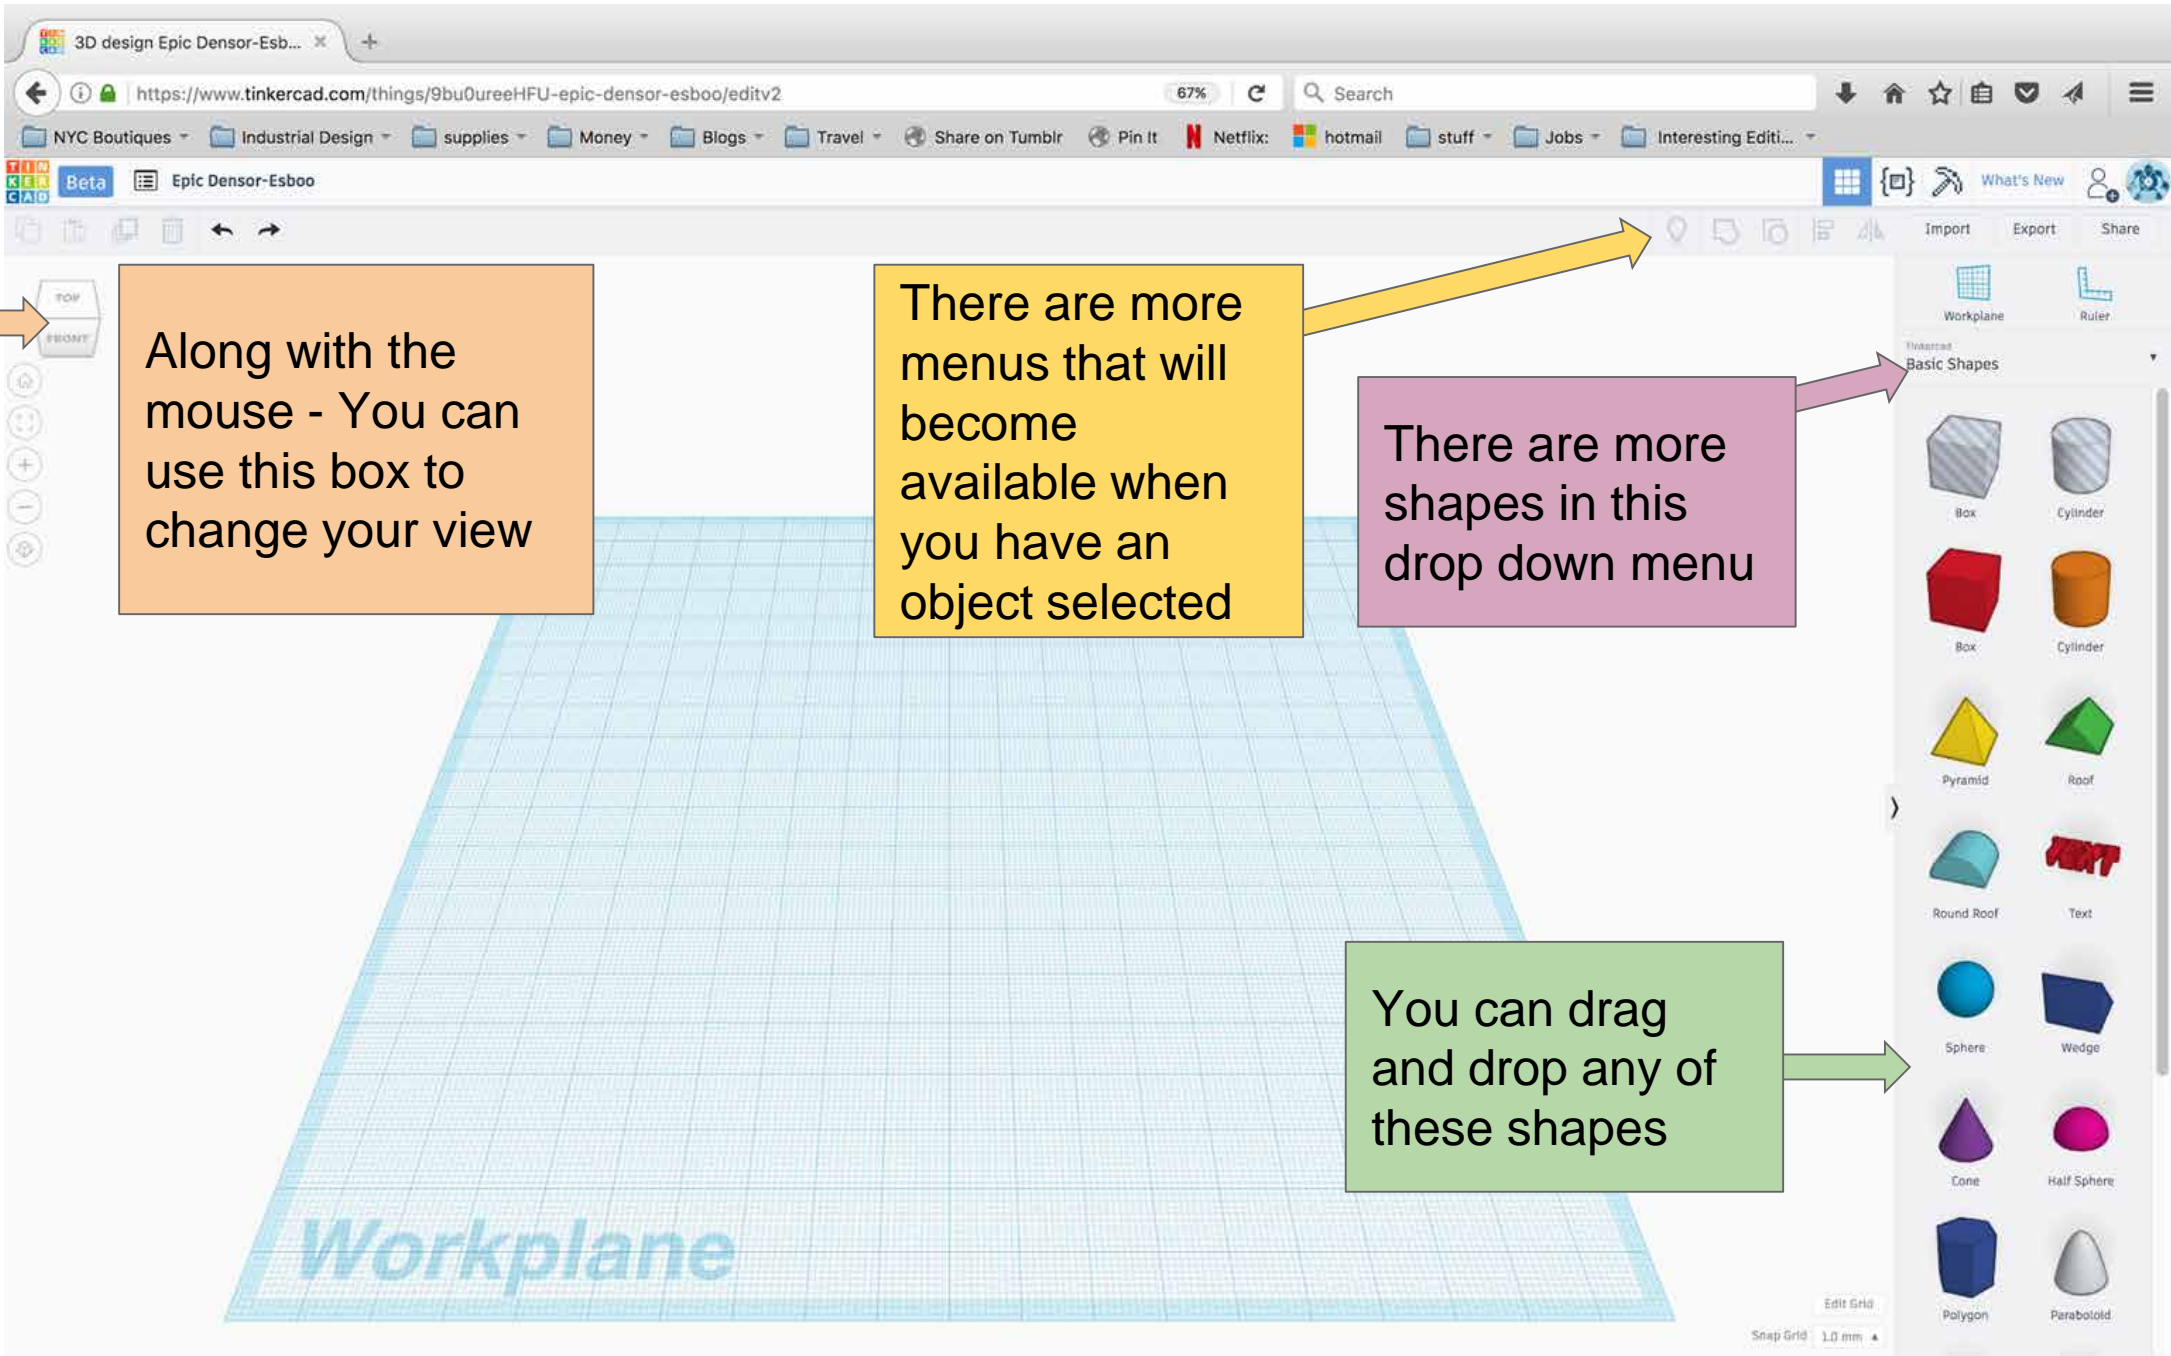 3D design Epic Densor-Esb...
https://www.tinkercad.com/things/9bu0ureeHFU-epic-densor-esboo/editv2
67%
Search
NYC Boutiques
Industrial Design
supplies
Money
Blogs
Travel
Share on Tumblr
Pin It
Netflix:
hotmail
stuff
Jobs
Interesting Editi...
TIN
KER
CAD
Beta
Epic Densor-Esboo
What's New
Import
Export
Share
TOP
FRONT
Along with the
mouse - You can
use this box to
change your view
There are more
menus that will
become
available when
you have an
object selected
There are more
shapes in this
drop down menu
You can drag
and drop any of
these shapes
Workplane
Ruler
Tinkercad
Basic Shapes
Box
Cylinder
Box
Cylinder
Pyramid
Roof
Round Roof
TEXT
Text
Sphere
Wedge
Cone
Half Sphere
Polygon
Paraboloid
Workplane
Edit Grid
Snap Grid 1.0 mm